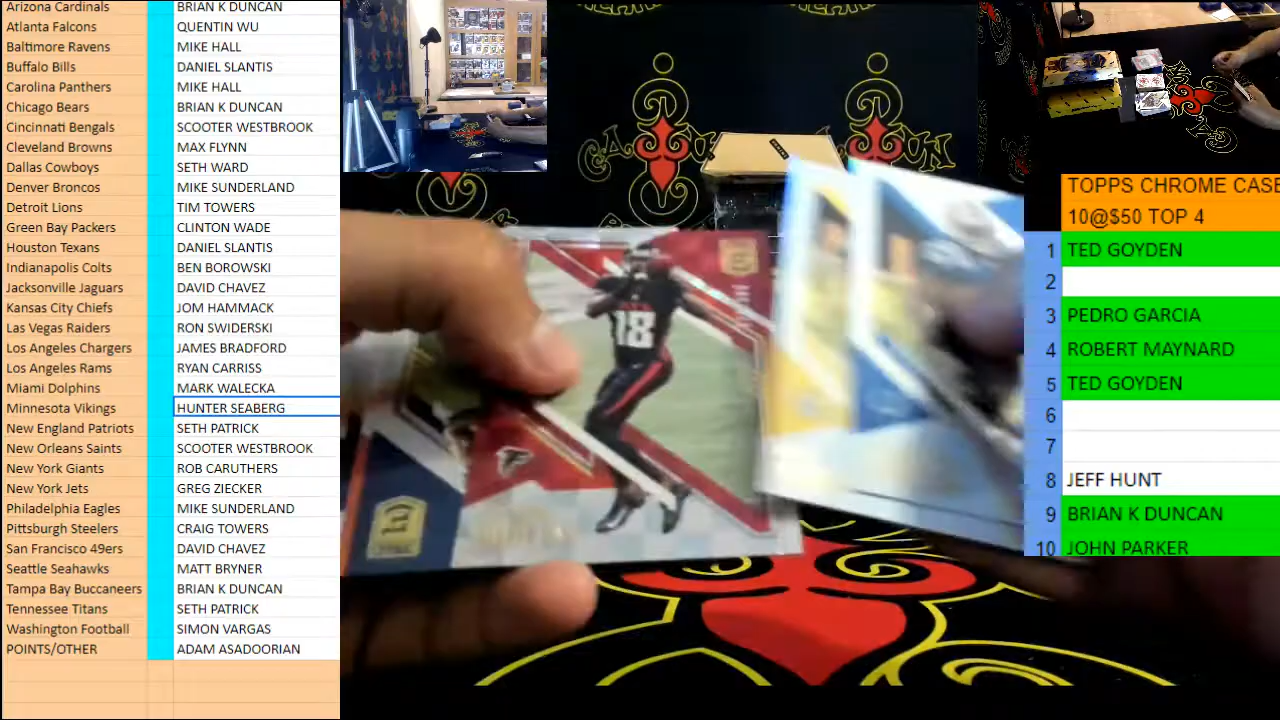 Arizona Cardinals BRIAN K DUNCAN
Atlanta Falcons QUENTIN WU
Baltimore Ravens MIKE HALL
Buffalo Bills DANIEL SLANTIS
Carolina Panthers MIKE HALL
Chicago Bears BRIAN K DUNCAN
Cincinnati Bengals SCOOTER WESTBROOK
Cleveland Browns MAX FLYNN
Dallas Cowboys SETH WARD
Denver Broncos MIKE SUNDERLAND
Detroit Lions TIM TOWERS
Green Bay Packers CLINTON WADE
Houston Texans DANIEL SLANTIS
Indianapolis Colts BEN BOROWSKI
Jacksonville Jaguars DAVID CHAVEZ
Kansas City Chiefs JOM HAMMACK
Las Vegas Raiders RON SWIDERSKI
Los Angeles Chargers JAMES BRADFORD
Los Angeles Rams RYAN CARRISS
Miami Dolphins MARK WALECKA
Minnesota Vikings HUNTER SEABERG
New England Patriots SETH PATRICK
New Orleans Saints SCOOTER WESTBROOK
New York Giants ROB CARUTHERS
New York Jets GREG ZIECKER
Philadelphia Eagles MIKE SUNDERLAND
Pittsburgh Steelers CRAIG TOWERS
San Francisco 49ers DAVID CHAVEZ
Seattle Seahawks MATT BRYNER
Tampa Bay Buccaneers BRIAN K DUNCAN
Tennessee Titans SETH PATRICK
Washington Football SIMON VARGAS
POINTS/OTHER ADAM ASADOORIAN
18
TOPPS CHROME CASE
10@$50 TOP 4
1 TED GOYDEN
2
3 PEDRO GARCIA
4 ROBERT MAYNARD
5 TED GOYDEN
6
7
8 JEFF HUNT
9 BRIAN K DUNCAN
10 JOHN PARKER